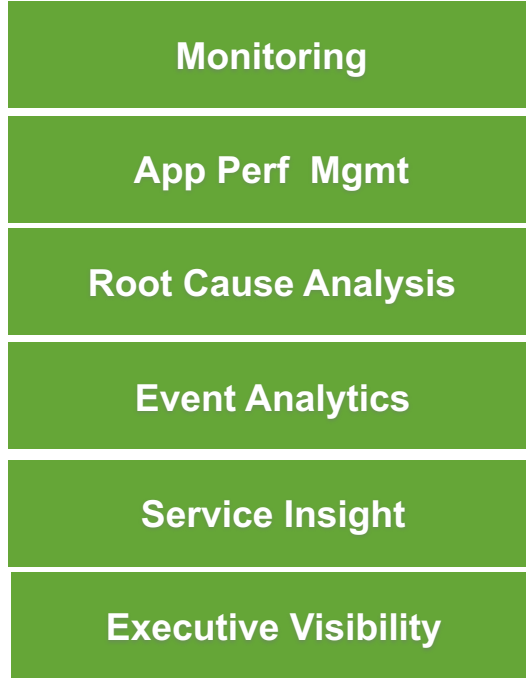 Monitoring
App Perf  Mgmt
Root Cause Analysis
Event Analytics
Service Insight
Executive Visibility